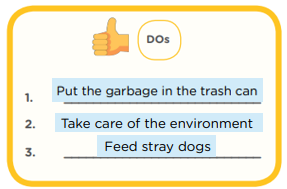 DOs
1. Put the garbage in the trash can
2. Take care of the environment
3. Feed stray dogs